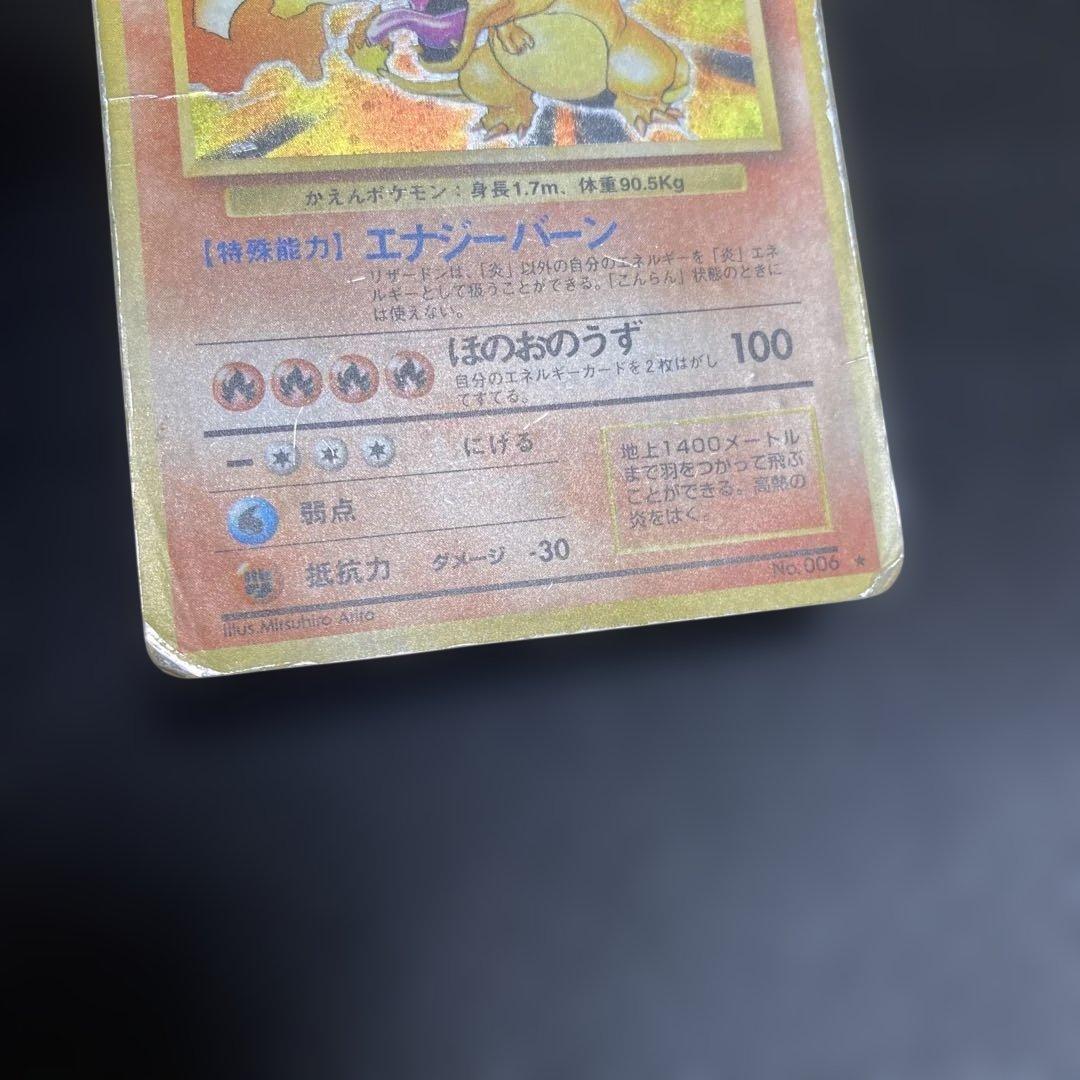 かえんポケモン：身長1.7m、体重90.5Kg
【特殊能力】エナジーバーン
リザードンは、「炎」以外の自分のエネルギーを「炎」エネ
ルギーとして扱うことができる。「こんらん」状態のときに
は使えない。
ほのおのうず 100
自分のエネルギーカードを2枚はがし
てすてる。
ー にげる
弱点
抵抗力 ダメージ -30
地上1400メートル
まで羽をつかって飛ぶ
ことができる。高熱の
炎をはく。
Illus.Mitsuhiro Arita
No.006 ★